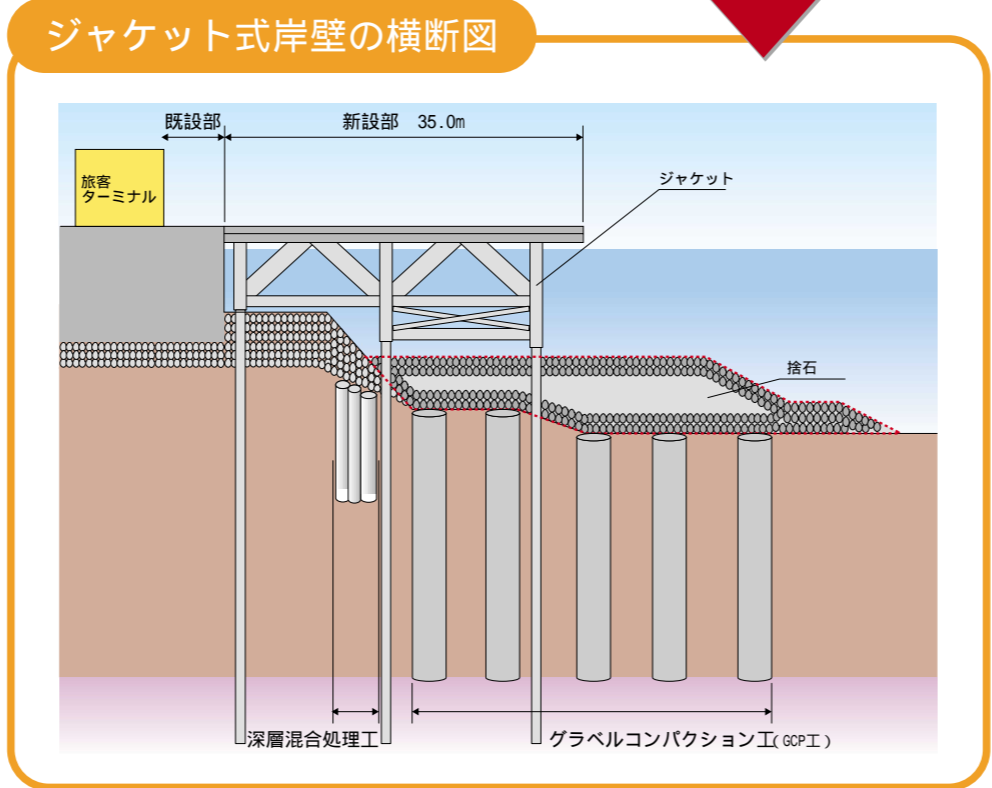 ジャケット式岸壁の横断図
既設部
新設部 35.0m
旅客
ターミナル
ジャケット
捨石
深層混合処理工
グラベルコンパクション工(GCP工)